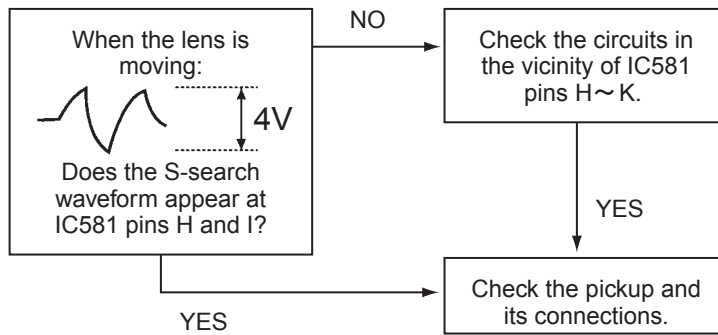 When the lens is
moving:
4V
Does the S-search
waveform appear at
IC581 pins H and I?
NO
Check the circuits in
the vicinity of IC581
pins H~K.
YES
Check the pickup and
its connections.
YES